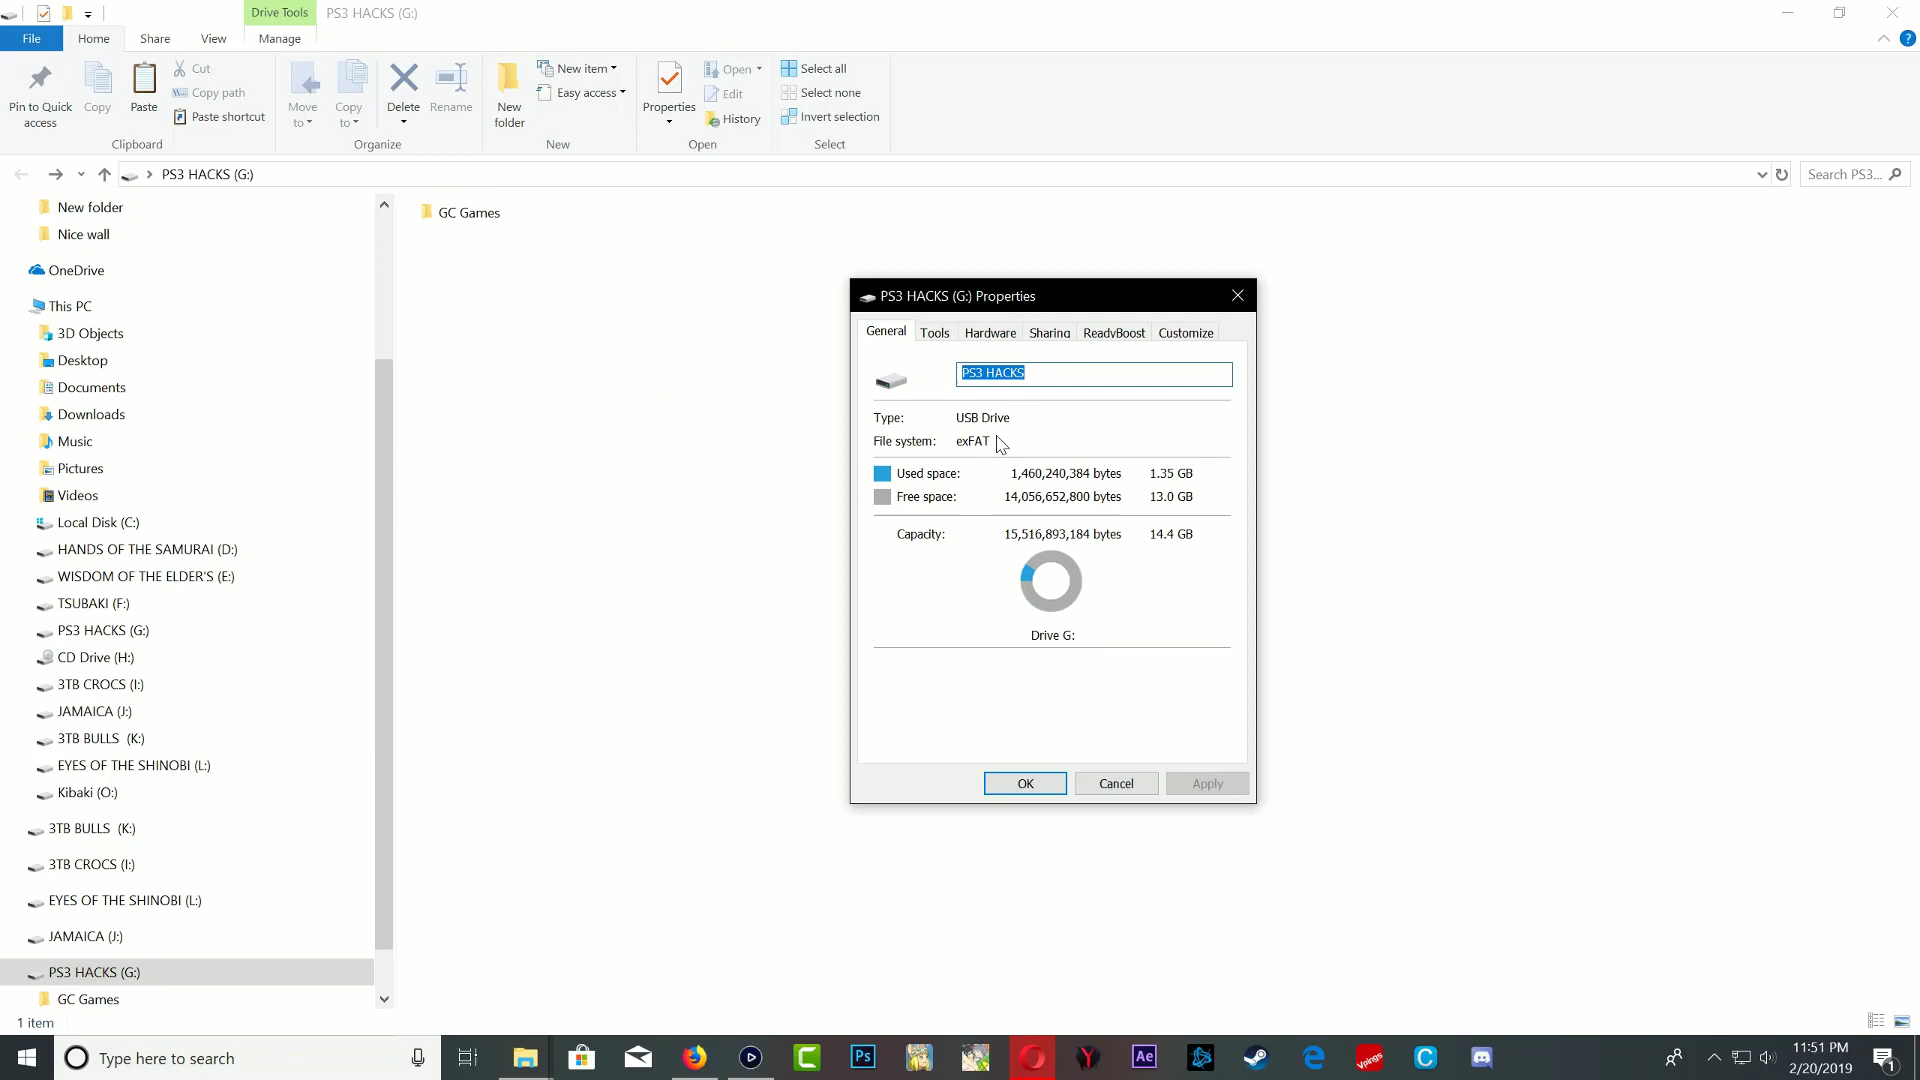 Drive Tools PS3 HACKS (G:)
File Home Share View Manage
Pin to Quick access
Copy
Paste
Cut
Copy path
Paste shortcut
Clipboard
Move to
Copy to
Delete
Rename
Organize
New folder
New item
Easy access
New
Properties
Open
Edit
History
Open
Select all
Select none
Invert selection
Select
PS3 HACKS (G:)
Search PS3...
New folder
Nice wall
OneDrive
This PC
3D Objects
Desktop
Documents
Downloads
Music
Pictures
Videos
Local Disk (C:)
HANDS OF THE SAMURAI (D:)
WISDOM OF THE ELDER'S (E:)
TSUBAKI (F:)
PS3 HACKS (G:)
CD Drive (H:)
3TB CROCS (I:)
JAMAICA (J:)
3TB BULLS (K:)
EYES OF THE SHINOBI (L:)
Kibaki (O:)
3TB BULLS (K:)
3TB CROCS (I:)
EYES OF THE SHINOBI (L:)
JAMAICA (J:)
PS3 HACKS (G:)
GC Games
1 item
GC Games
PS3 HACKS (G:) Properties
General Tools Hardware Sharing ReadyBoost Customize
PS3 HACKS
Type: USB Drive
File system: exFAT
Used space: 1,460,240,384 bytes 1.35 GB
Free space: 14,056,652,800 bytes 13.0 GB
Capacity: 15,516,893,184 bytes 14.4 GB
Drive G:
OK Cancel Apply
Type here to search
Ps
Ae
Vpings
C
11:51 PM
2/20/2019
1